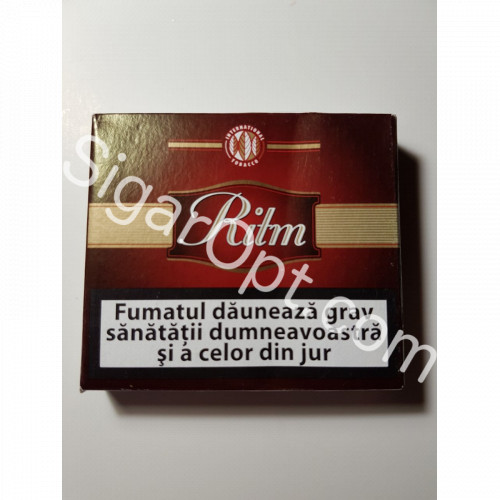 INTERNATIONAL
TOBACCO
Ritm
Fumatul dăunează grav
sănătății dumneavoastră
și a celor din jur
SigarOpt.com